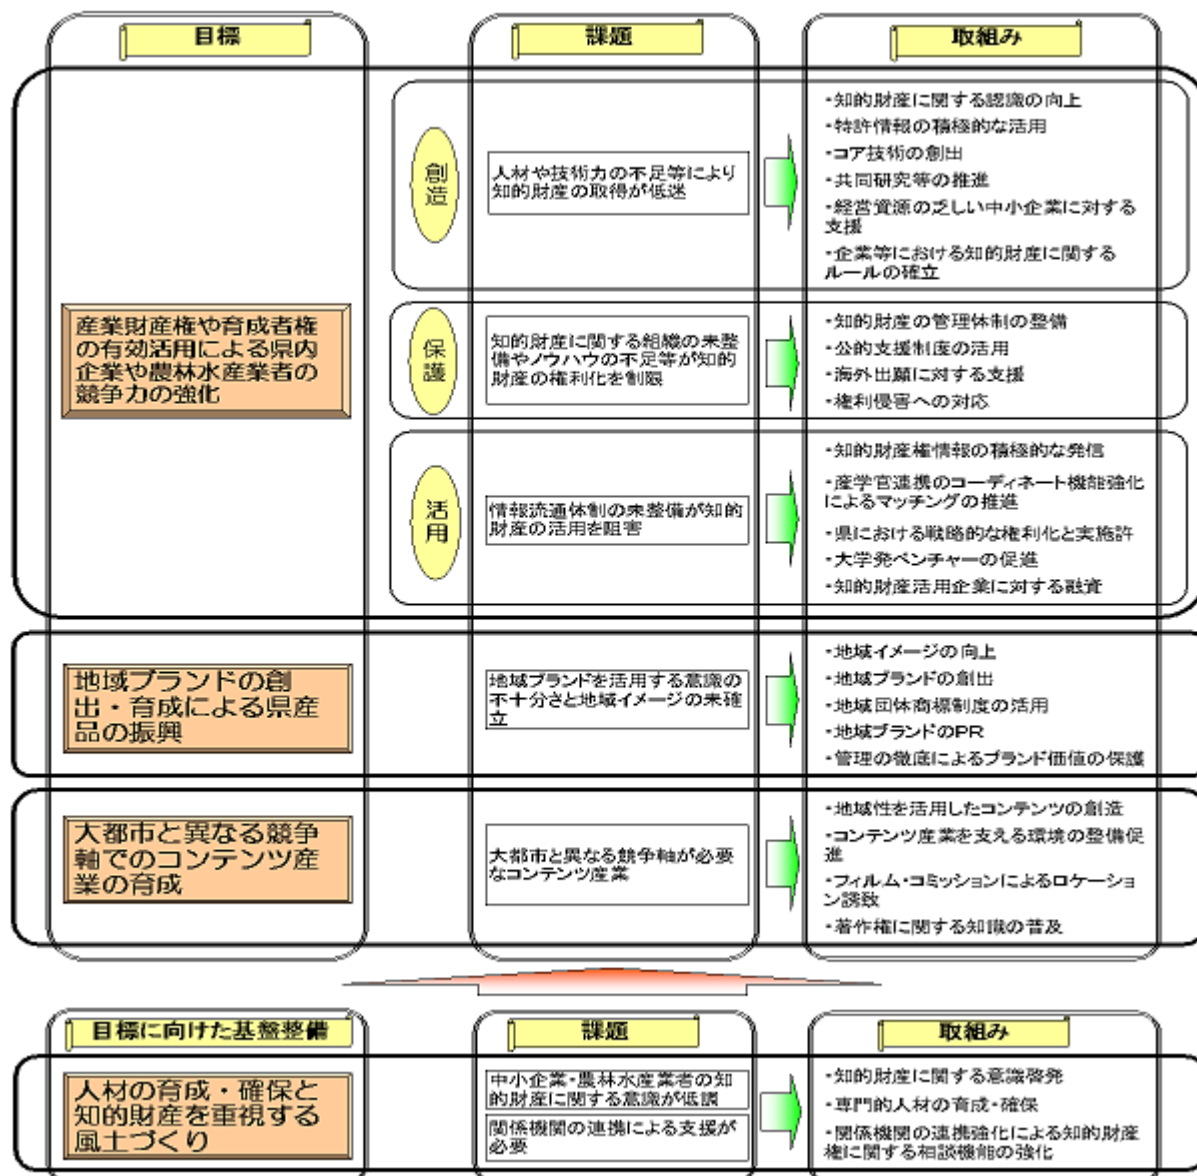 目標
課題
取組み
産業財産権や育成者権
の有効活用による県内
企業や農林水産業者の
競争力の強化
創造
人材や技術力の不足等により
知的財産の取得が低迷
・知的財産に関する認識の向上
・特許情報の積極的な活用
・コア技術の創出
・共同研究等の推進
・経営資源の乏しい中小企業に対する
支援
・企業等における知的財産に関する
ルールの確立
保護
知的財産に関する組織の未整
備やノウハウの不足等が知的
財産の権利化を制限
・知的財産の管理体制の整備
・公的支援制度の活用
・海外出願に対する支援
・権利侵害への対応
活用
情報流通体制の未整備が知的
財産の活用を阻害
・知的財産権情報の積極的な発信
・産学官連携のコーディネート機能強化
によるマッチングの推進
・県における戦略的な権利化と実施許
・大学発ベンチャーの促進
・知的財産活用企業に対する融資
地域ブランドの創
出・育成による県産
品の振興
地域ブランドを活用する意識の
不十分さと地域イメージの未確
立
・地域イメージの向上
・地域ブランドの創出
・地域団体商標制度の活用
・地域ブランドのPR
・管理の徹底によるブランド価値の保護
大都市と異なる競争
軸でのコンテンツ産
業の育成
大都市と異なる競争軸が必要
なコンテンツ産業
・地域性を活用したコンテンツの創造
・コンテンツ産業を支える環境の整備促
進
・フィルム・コミッションによるロケーショ
ン誘致
・著作権に関する知識の普及
目標に向けた基盤整備
課題
取組み
人材の育成・確保と
知的財産を重視する
風土づくり
中小企業・農林水産業者の知
的財産に関する意識が低調
関係機関の連携による支援が
必要
・知的財産に関する意識啓発
・専門的人材の育成・確保
・関係機関の連携強化による知的財産
権に関する相談機能の強化